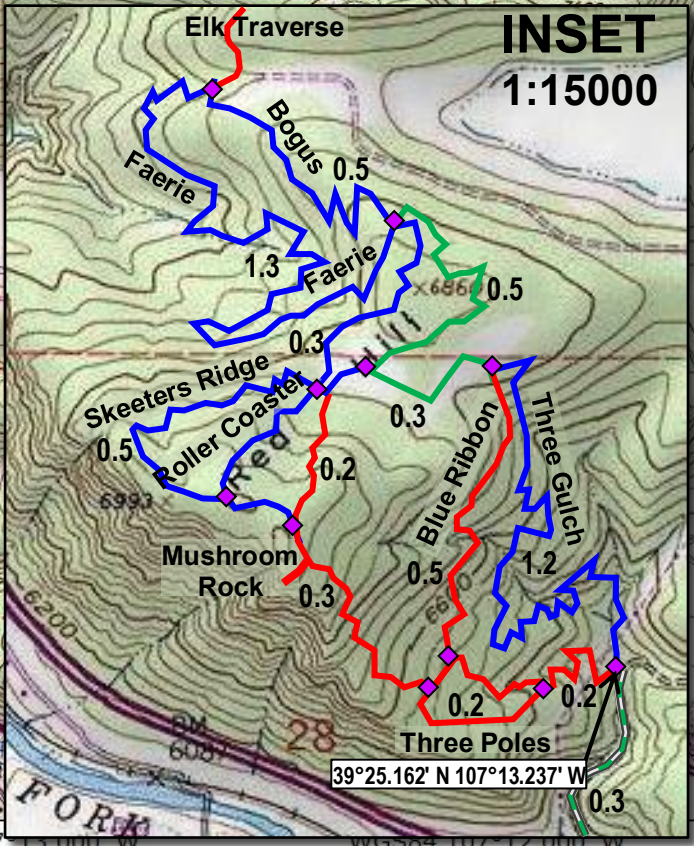 Elk Traverse
INSET
1:15000
Bogus
0.5
Faerie
1.3
Faerie
×6860
0.5
0.3
Hill
Skeeters Ridge
0.5
Roller Coaster
Red
0.3
0.2
Blue Ribbon
Three Gulch
6993
Mushroom
Rock
0.3
0.5
1.2
6600
6200
0.2
0.2
28
BM
6087
Three Poles
39°25.162' N 107°13.237' W
0.3
FORK